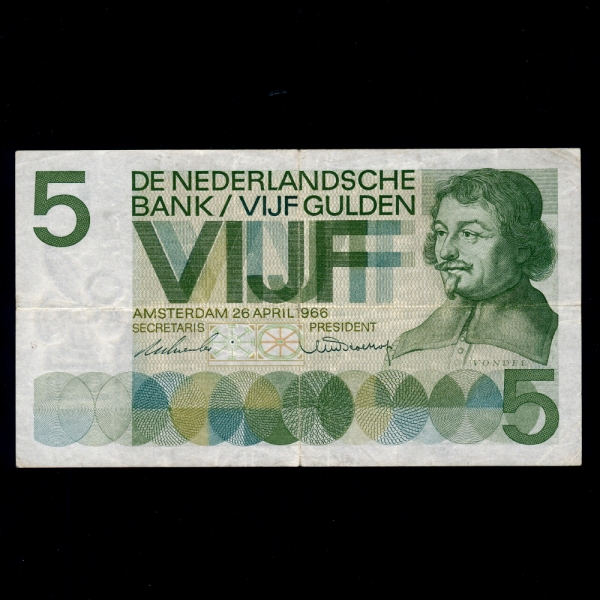 5
DE NEDERLANDSCHE
BANK / VIJF GULDEN
VIJF
AMSTERDAM 26 APRIL 1966
SECRETARIS PRESIDENT
VONDEL
5